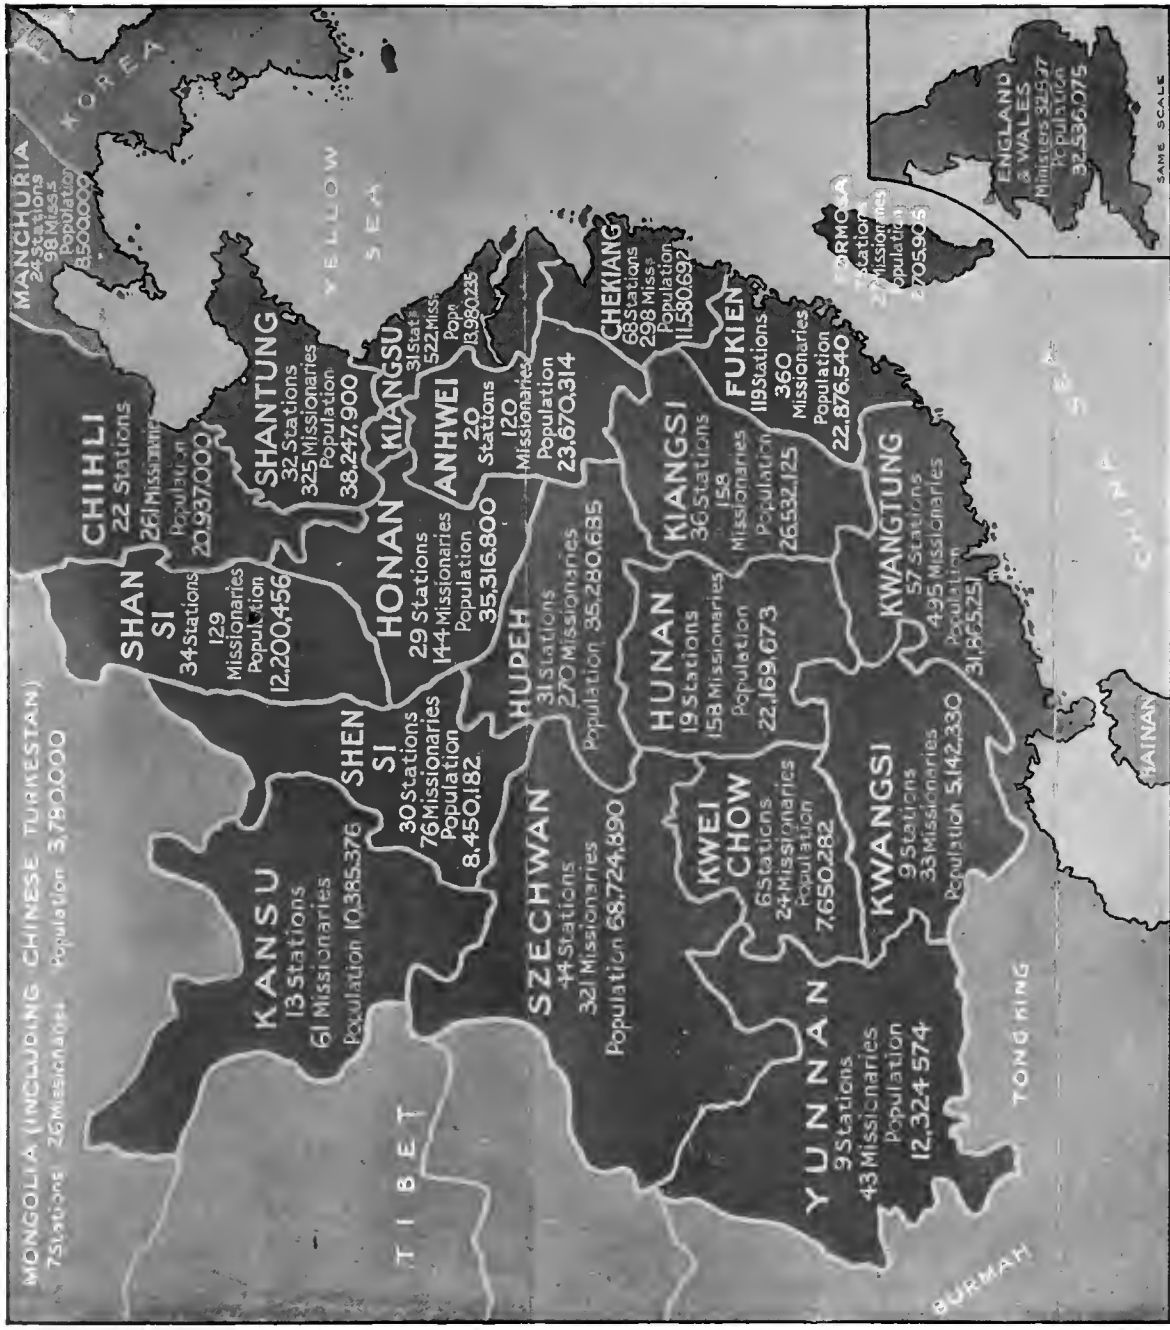 MONGOLIA (INCLUDING CHINESE TURKESTAN)
7 Stations 26 Missionaries Population 3,780,000
MANCHURIA
24 Stations
98 Miss.s
Population
8,500,000
KOREA
CHIHLI
22 Stations
261 Missionaries
Population
20,937,000
SHAN
SI
34 Stations
129
Missionaries
Population
12,200,456
SHANTUNG
32 Stations
325 Missionaries
Population
38,247,900
YELLOW
SEA
KANSU
13 Stations
61 Missionaries
Population 10,385,376
SHEN
SI
30 Stations
76 Missionaries
Population
8,450,182
HONAN
29 Stations
144 Missionaries
Population
35,316,800
KIANGSU
31 Stats
522 Miss.
Popn
13,980,235
ANHWEI
20
Stations
120
Missionaries
Population
23,670,314
TIBET
SZECHWAN
44 Stations
321 Missionaries
Population 68,724,890
HUPEH
31 Stations
270 Missionaries
Population 35,280,685
CHEKIANG
68 Stations
298 Miss.s
Population
11,580,692
KWEI
CHOW
6 Stations
24 Missionaries
Population
7,650,282
HUNAN
19 Stations
158 Missionaries
Population
22,169,673
KIANGSI
36 Stations
158
Missionaries
Population
26,532,125
FUKIEN
119 Stations
360
Missionaries
Population
22,876,540
YUNNAN
9 Stations
43 Missionaries
Population
12,324,574
KWANGSI
9 Stations
33 Missionaries
Population 5,142,330
KWANGTUNG
57 Stations
495 Missionaries
Population
31,865,251
FORMOSA
Stations
Missionaries
Population
2,705,905
BURMAH
TONGKING
HAINAN
CHINA SEA
ENGLAND
& WALES
Ministers
Population
32,536,075
SAME SCALE